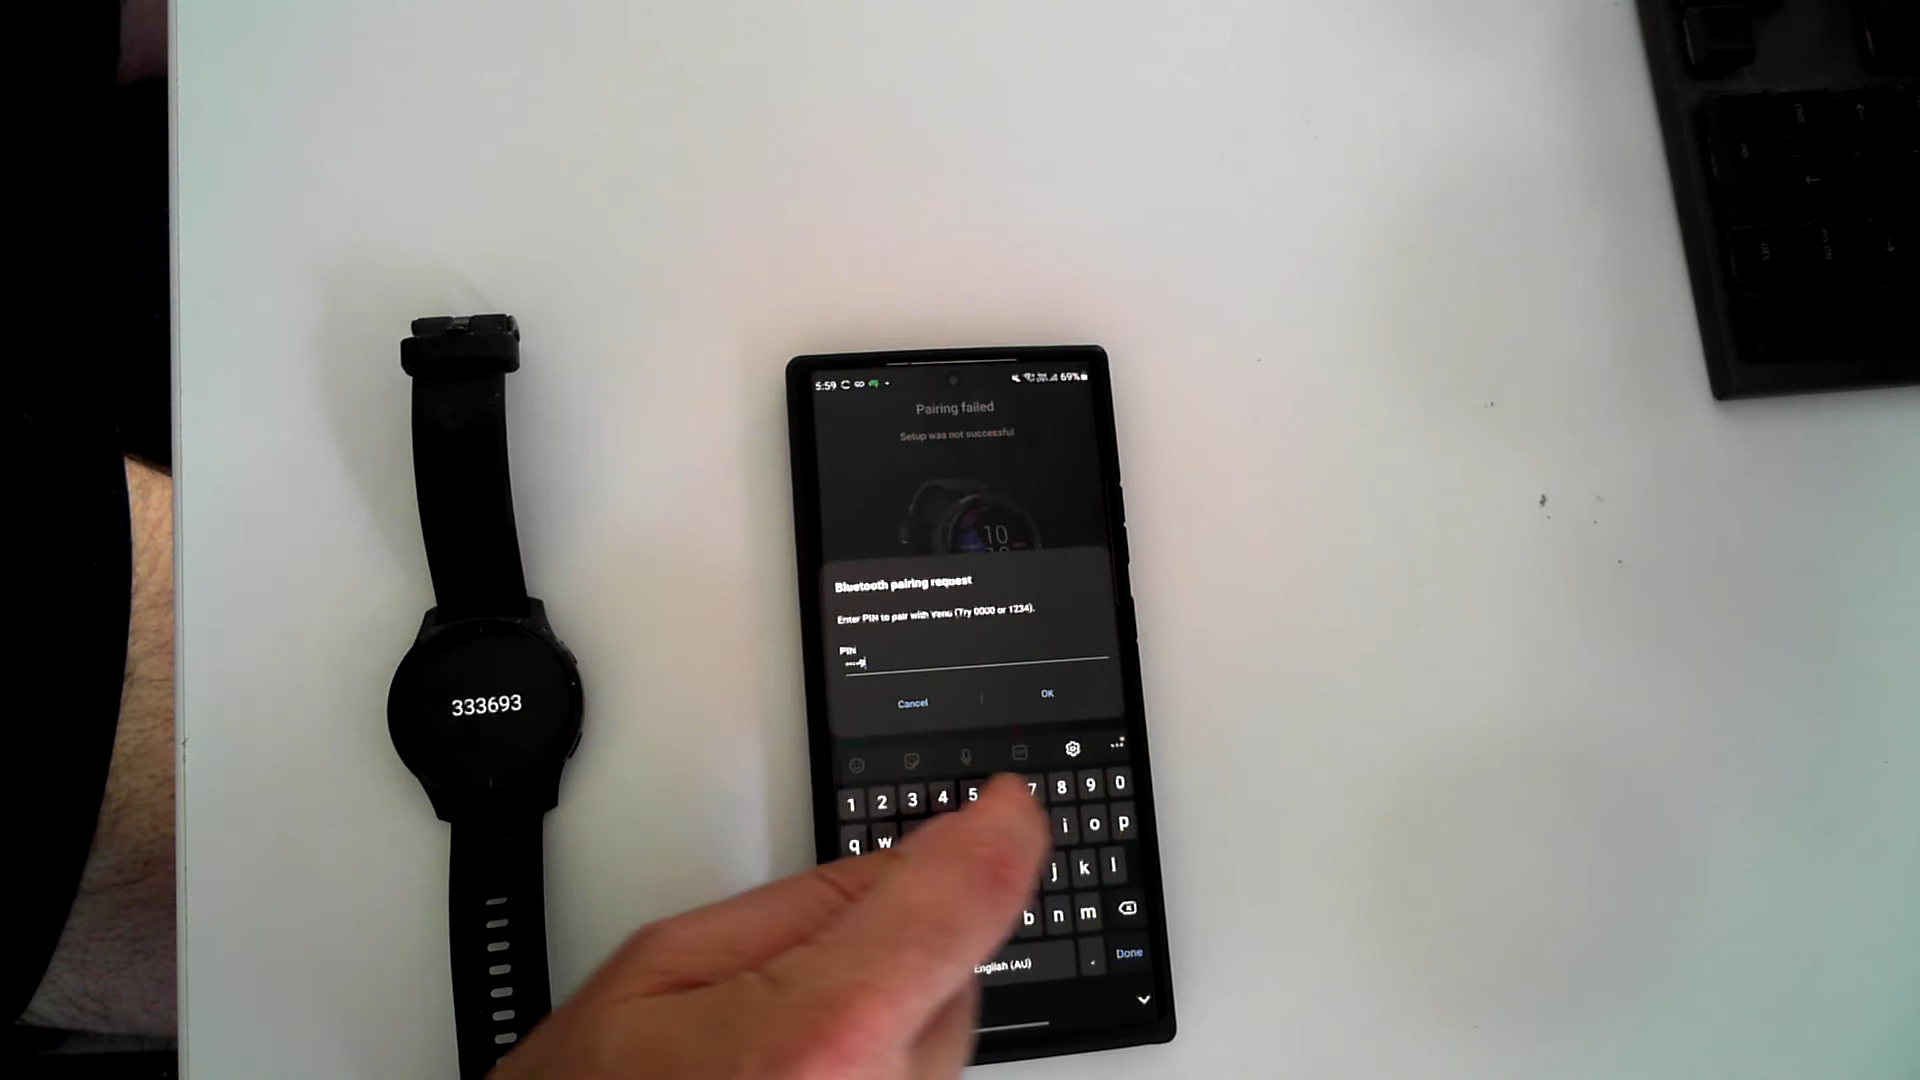 333693
5:59
69%
Pairing failed
Setup was not successful
10
Bluetooth pairing request
Enter PIN to pair with Venu (Try 0000 or 1234).
PIN
Cancel
OK
1 2 3 4 5 7 8 9 0
q w i o p
j k l
b n m
English (AU)
.
Done